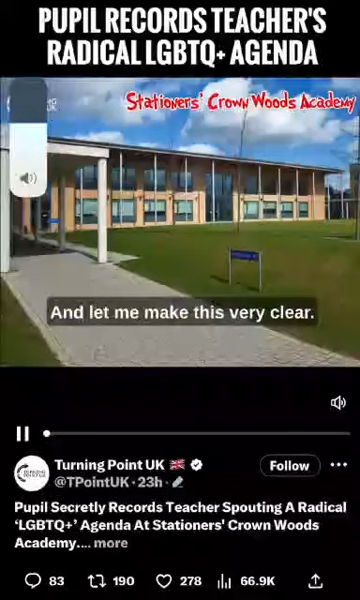 PUPIL RECORDS TEACHER'S
RADICAL LGBTQ+ AGENDA
Stationers' Crown Woods Academy
And let me make this very clear.
Turning Point UK 🇬🇧
Follow
@TPointUK · 23h ·
Pupil Secretly Records Teacher Spouting A Radical
‘LGBTQ+’ Agenda At Stationers' Crown Woods
Academy.... more
83
190
278
66.9K